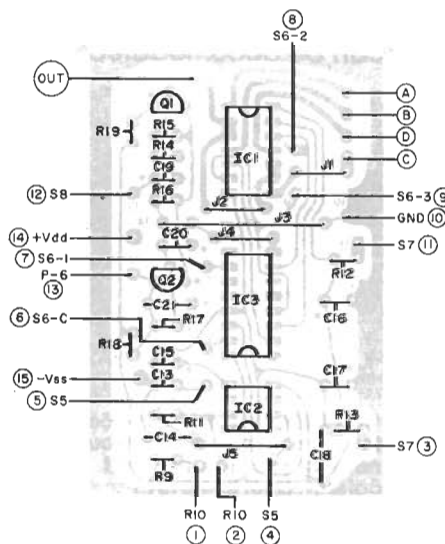 8
S6-2
OUT
A
Q1
B
R19
R15
D
R14
IC1
C19
C
J1
R16
12 S8
J2
S6-3 9
J3
GND 10
14 +Vdd
C20
J4
S7 11
7 S6-1
R12
P-6
13
Q2
IC3
C21
C16
R17
6 S6-C
R18
C15
C17
15 -Vss
C13
5 S5
IC2
R11
R13
C14
J5
C18
S7 3
R9
R10
R10
S5
1
2
4